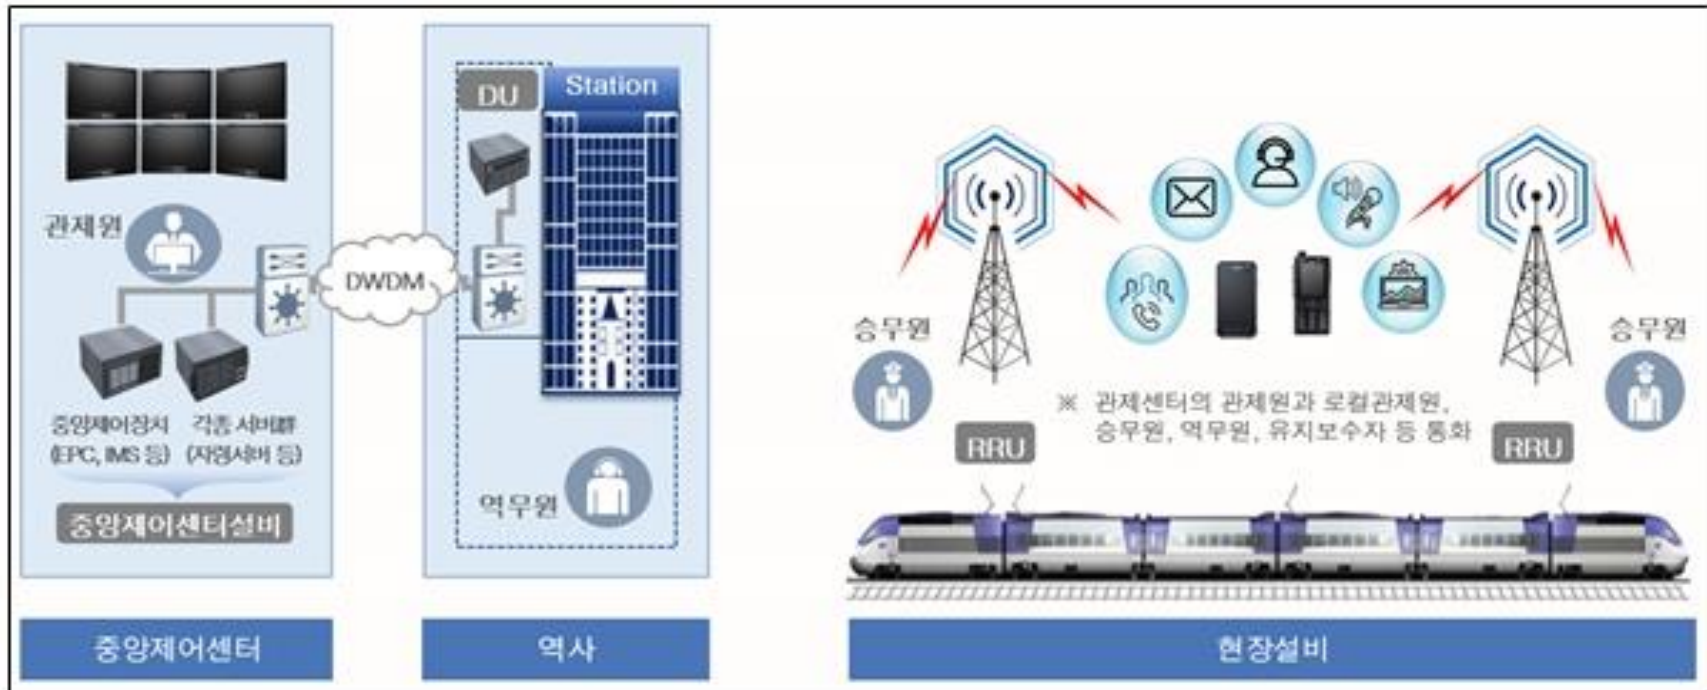 관제원
중앙제어장치
(EPC, IMS 등)
각종 서버群
(자령서버 등)
중앙제어센터설비
중앙제어센터
DWDM
DU
Station
역무원
역사
승무원
RRU
※ 관제센터의 관제원과 로컬관제원,
승무원, 역무원, 유지보수자 등 통화
승무원
RRU
현장설비